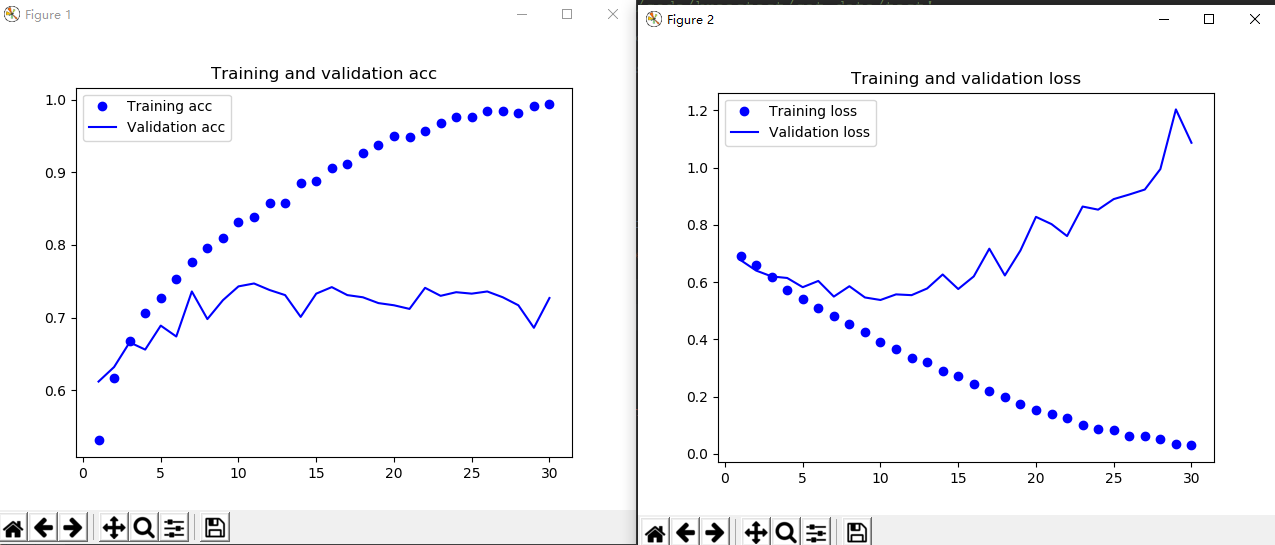 Figure 1
Training and validation acc
Training acc
Validation acc
1.0
0.9
0.8
0.7
0.6
0 5 10 15 20 25 30
Figure 2
Training and validation loss
Training loss
Validation loss
1.2
1.0
0.8
0.6
0.4
0.2
0.0
0 5 10 15 20 25 30